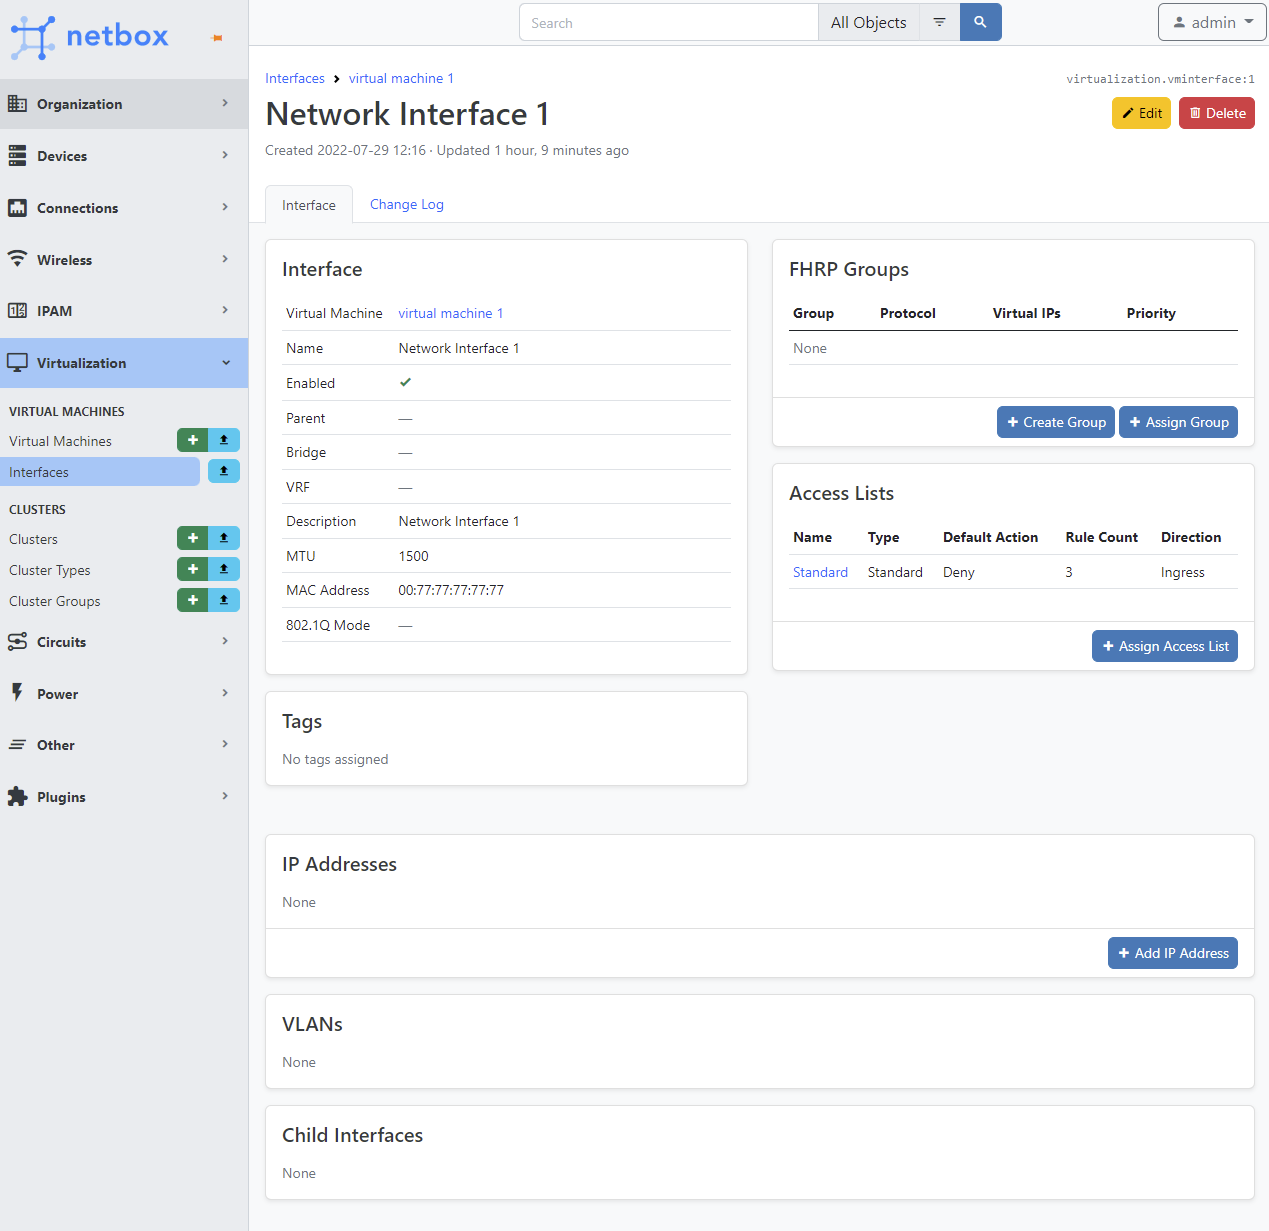 netbox
Search
All Objects
admin
Organization
Devices
Connections
Wireless
IPAM
Virtualization
VIRTUAL MACHINES
Virtual Machines
Interfaces
CLUSTERS
Clusters
Cluster Types
Cluster Groups
Circuits
Power
Other
Plugins
Interfaces virtual machine 1
virtualization.vminterface:1
Network Interface 1
Edit Delete
Created 2022-07-29 12:16 · Updated 1 hour, 9 minutes ago
Interface Change Log
Interface
Virtual Machine virtual machine 1
Name Network Interface 1
Enabled
Parent —
Bridge —
VRF —
Description Network Interface 1
MTU 1500
MAC Address 00:77:77:77:77:77
802.1Q Mode —
Tags
No tags assigned
FHRP Groups
Group Protocol Virtual IPs Priority
None
Create Group Assign Group
Access Lists
Name Type Default Action Rule Count Direction
Standard Standard Deny 3 Ingress
Assign Access List
IP Addresses
None
Add IP Address
VLANs
None
Child Interfaces
None